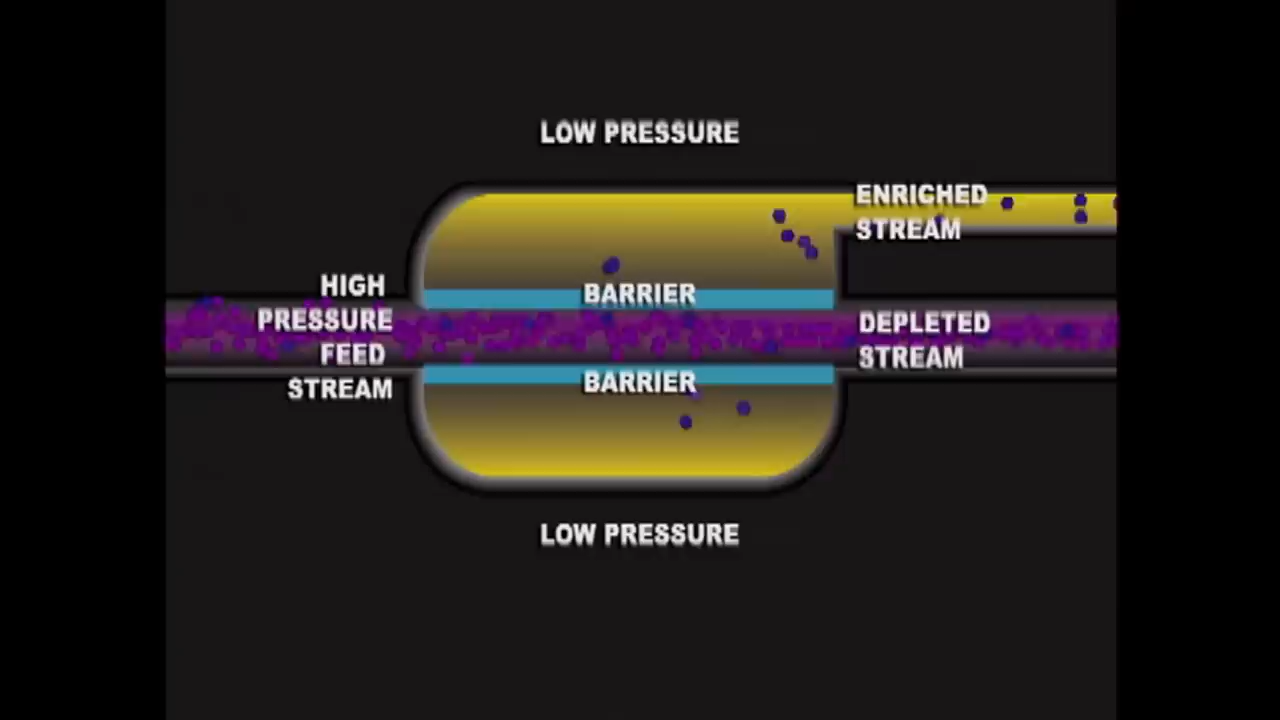 LOW PRESSURE
ENRICHED
STREAM
HIGH
PRESSURE
FEED
STREAM
BARRIER
BARRIER
DEPLETED
STREAM
LOW PRESSURE